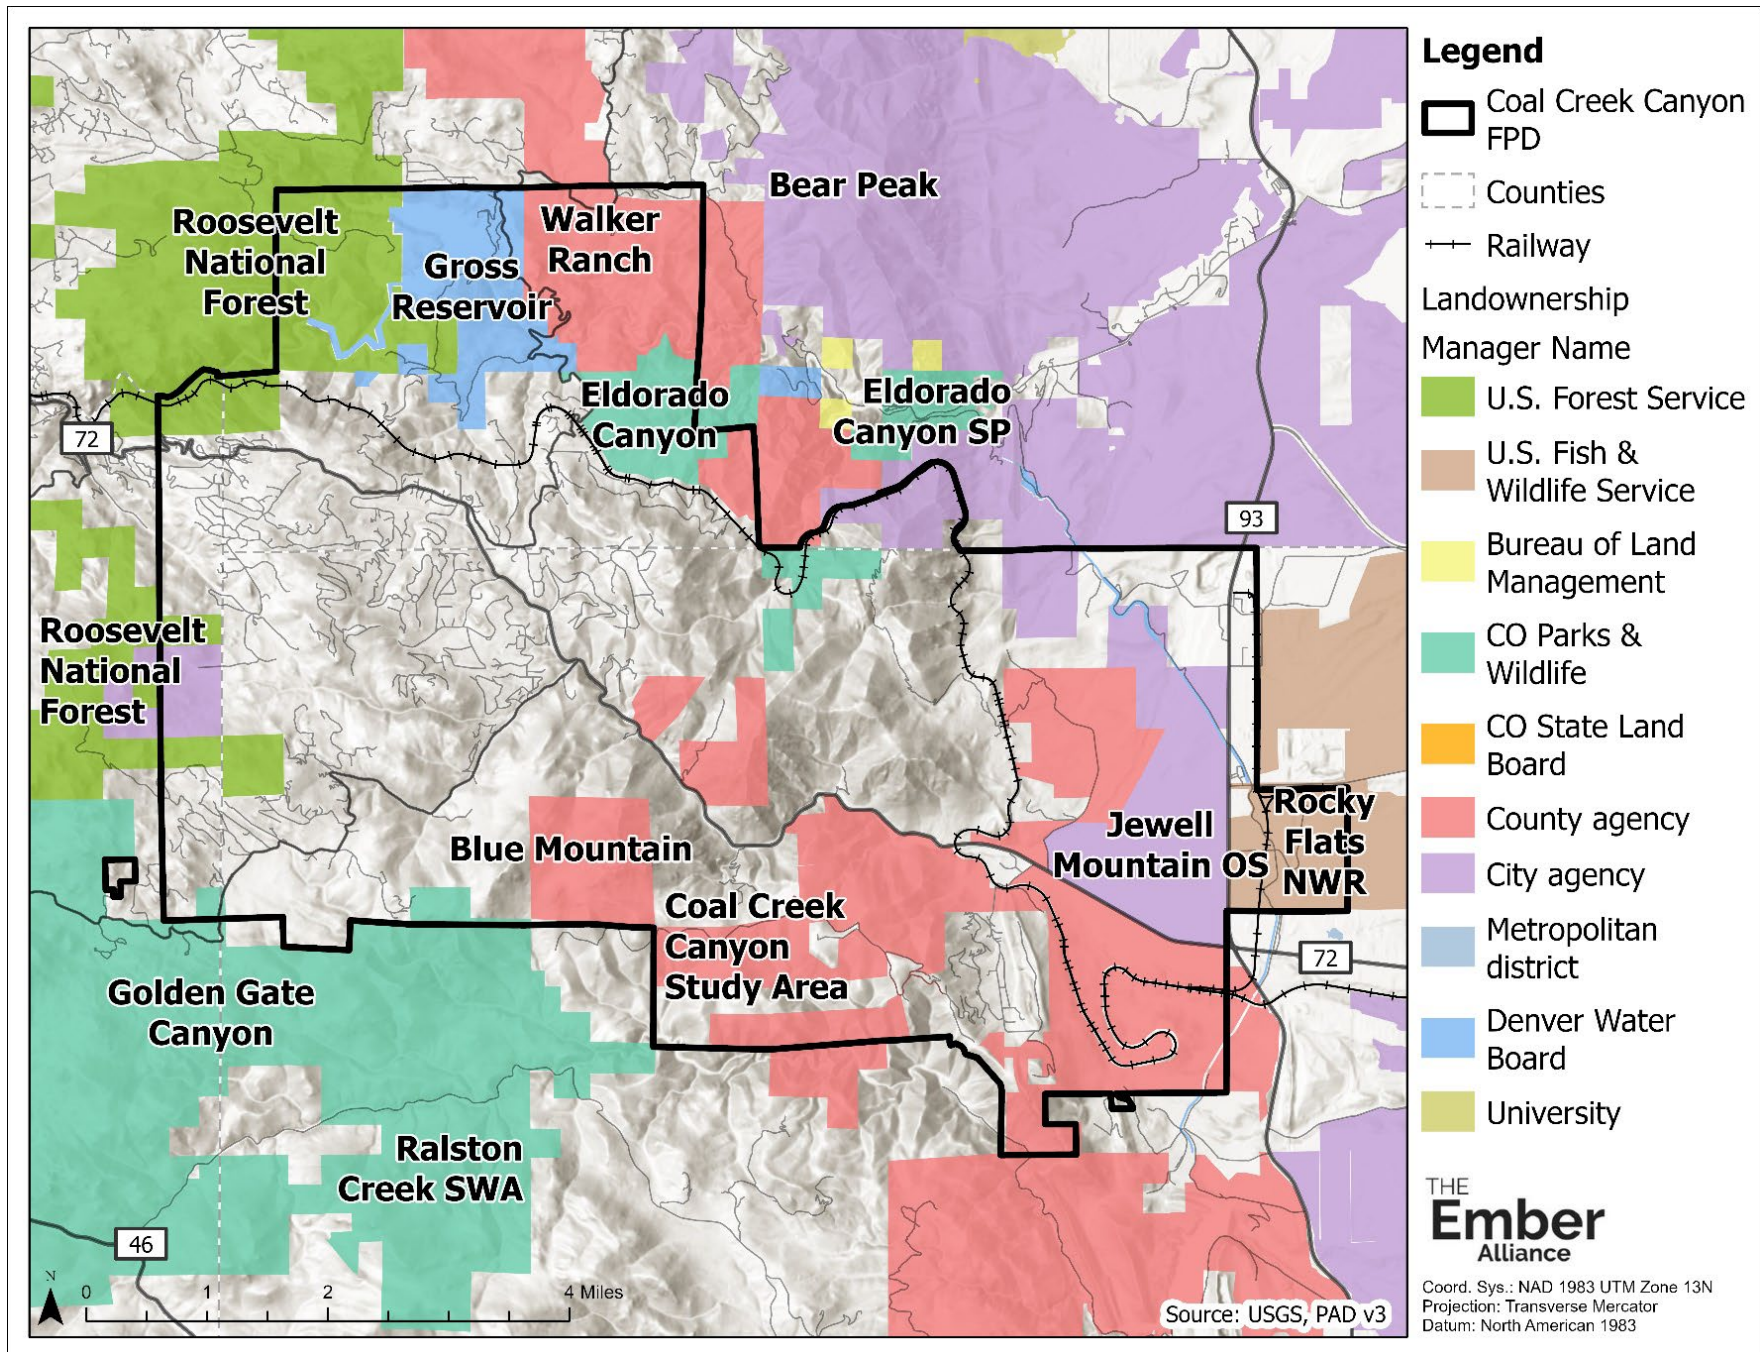 Bear Peak
Roosevelt
National
Forest
Walker
Ranch
Gross
Reservoir
Eldorado
Canyon
Eldorado
Canyon SP
72
93
Roosevelt
National
Forest
Blue Mountain
Jewell
Mountain OS
Rocky
Flats
NWR
Coal Creek
Canyon
Study Area
72
Golden Gate
Canyon
Ralston
Creek SWA
46
N
0 1 2 4 Miles
Source: USGS, PAD v3
Legend
Coal Creek Canyon
FPD
Counties
Railway
Landownership
Manager Name
U.S. Forest Service
U.S. Fish &
Wildlife Service
Bureau of Land
Management
CO Parks &
Wildlife
CO State Land
Board
County agency
City agency
Metropolitan
district
Denver Water
Board
University
THE
Ember
Alliance
Coord. Sys.: NAD 1983 UTM Zone 13N
Projection: Transverse Mercator
Datum: North American 1983